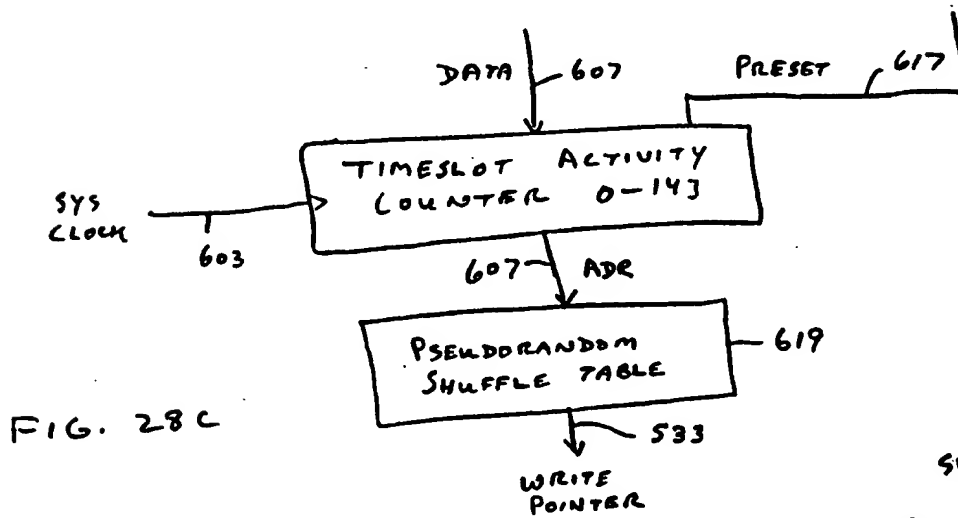 DATA
607
PRESET
617
TIMESLOT ACTIVITY
COUNTER 0-143
SYS
CLOCK
603
607
ADR
PSEUDORANDOM
SHUFFLE TABLE
619
FIG. 28C
533
WRITE
POINTER